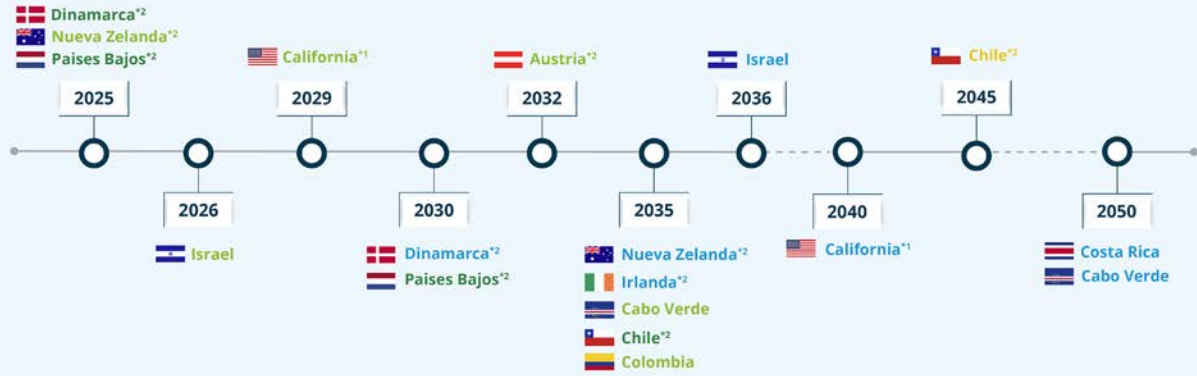 Dinamarca*2
Nueva Zelanda*2
Paises Bajos*2
2025
2026
Israel
California*1
2029
2030
Dinamarca*2
Paises Bajos*2
Austria*2
2032
2035
Nueva Zelanda*2
Irlanda*2
Cabo Verde
Chile*2
Colombia
Israel
2036
2040
California*1
Chile*2
2045
2050
Costa Rica
Cabo Verde